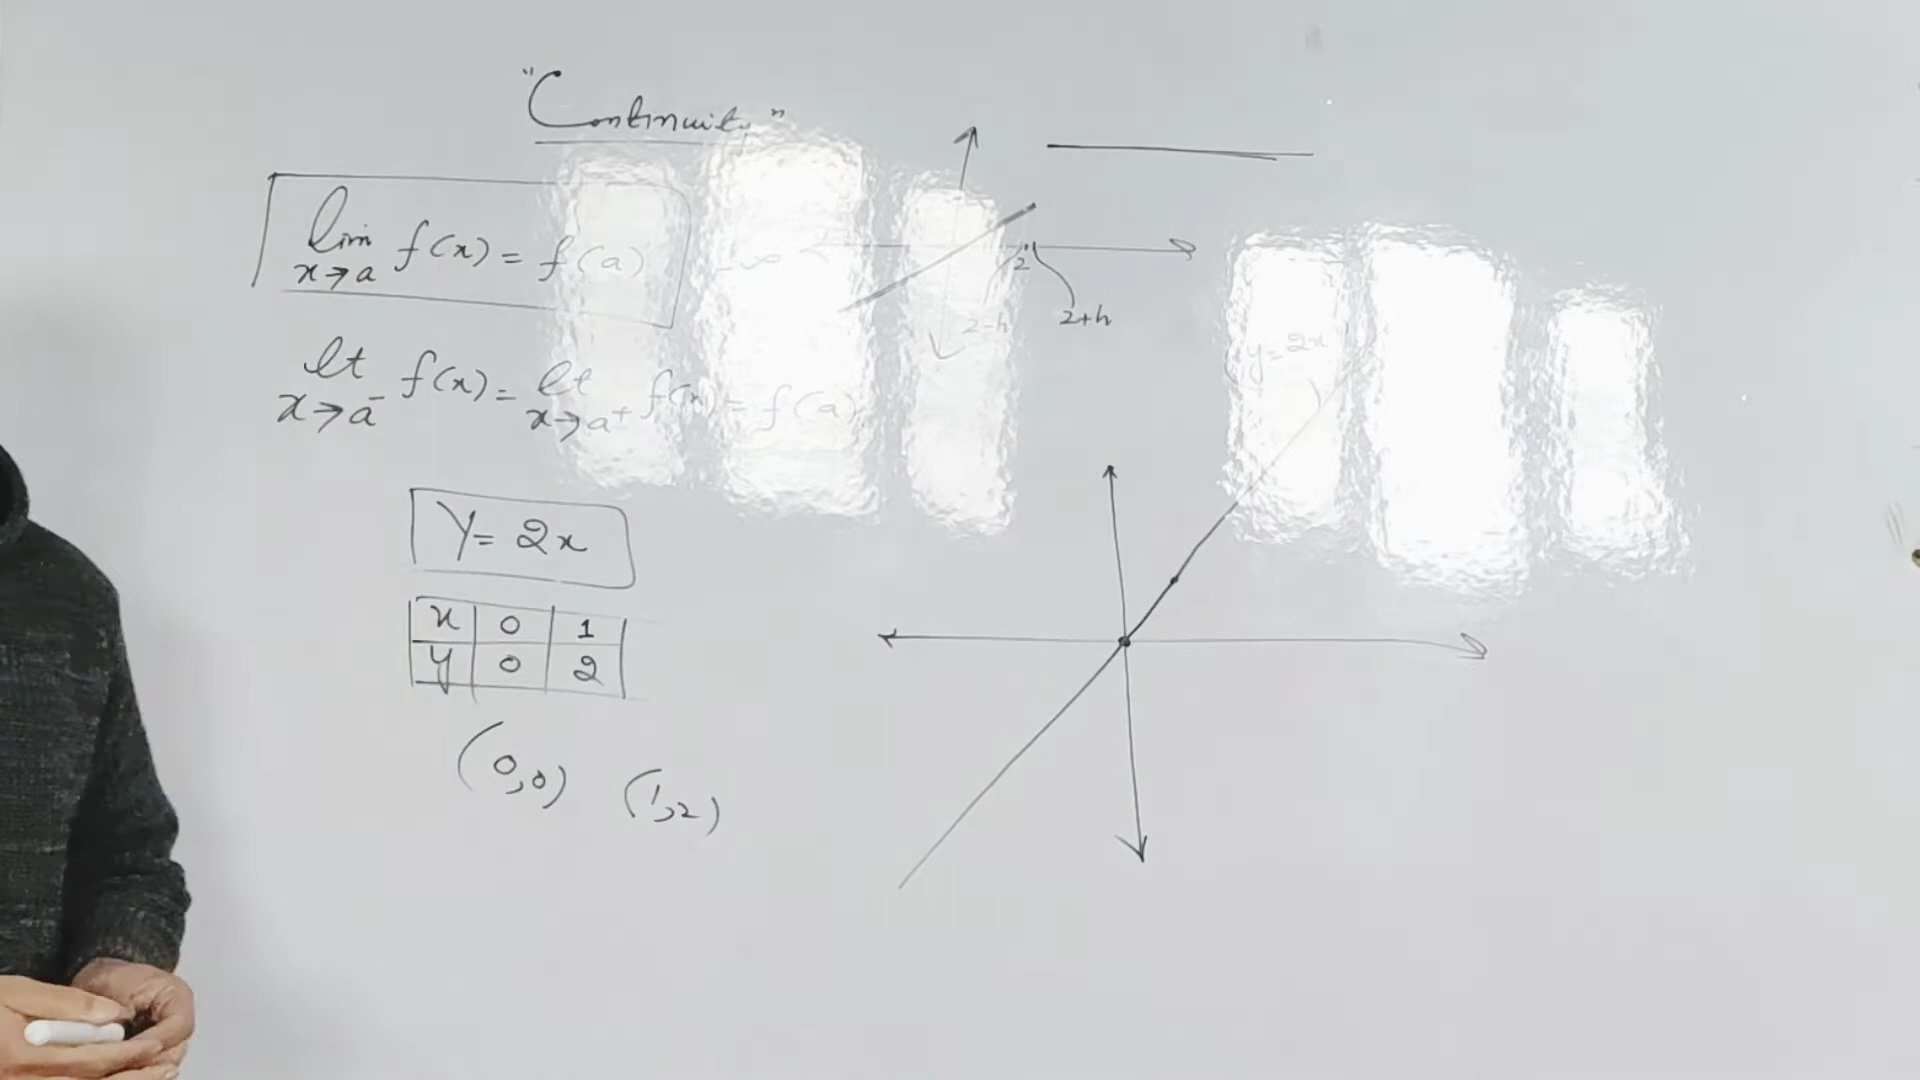 "Continuity"
lim x→a f(x) = f(a)
-∞
2
2-h
2+h
lt x→a⁻ f(x) = lt x→a⁺ f(x) = f(a)
y=2x
Y= 2x
x 0 1
y 0 2
(0,0) (1,2)